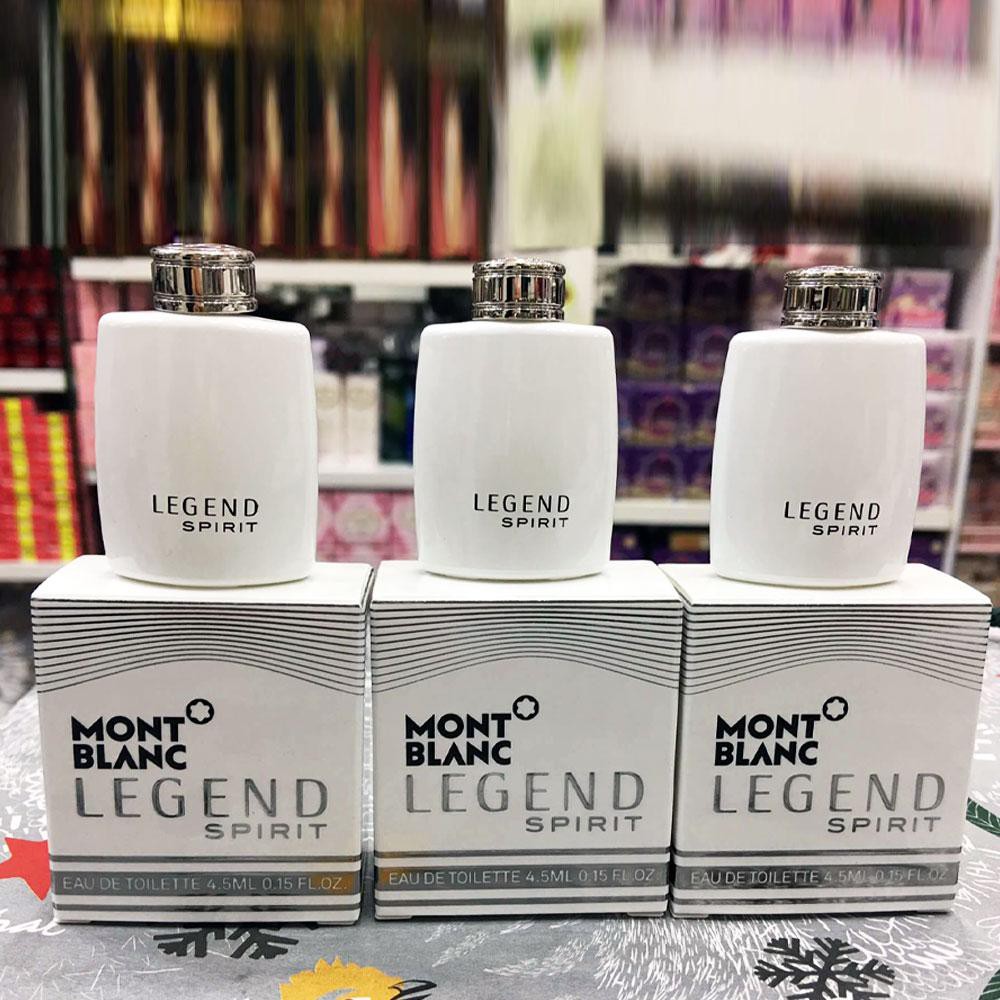 LEGEND
SPIRIT
LEGEND
SPIRIT
LEGEND
SPIRIT
MONT
BLANC
LEGEND
SPIRIT
EAU DE TOILETTE 4.5ML 0.15 FL.OZ.
MONT
BLANC
LEGEND
SPIRIT
EAU DE TOILETTE 4.5ML 0.15 FL.OZ.
MONT
BLANC
LEGEND
SPIRIT
EAU DE TOILETTE 4.5ML 0.15 FL.OZ